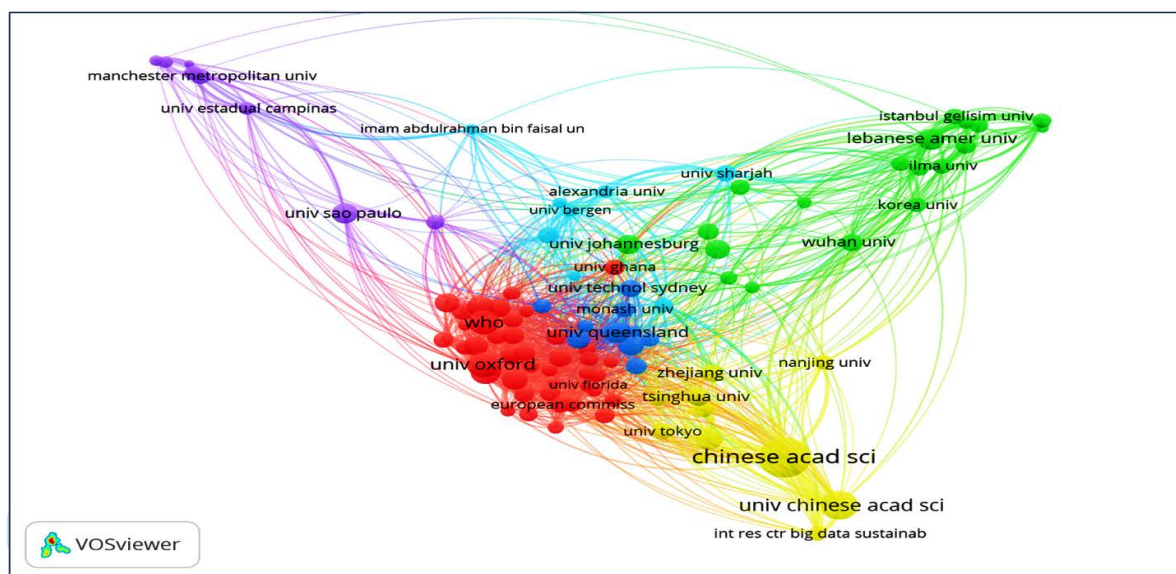 manchester metropolitan univ
univ estadual campinas
imam abdulrahman bin faisal un
istanbul gelisim univ
lebanese amer univ
ilma univ
univ sharjah
alexandria univ
univ bergen
korea univ
univ sao paulo
univ johannesburg
wuhan univ
univ ghana
univ technol sydney
monash univ
who
univ queensland
univ oxford
nanjing univ
zhejiang univ
univ florida
tsinghua univ
european commiss
univ tokyo
chinese acad sci
univ chinese acad sci
int res ctr big data sustainab
VOSviewer